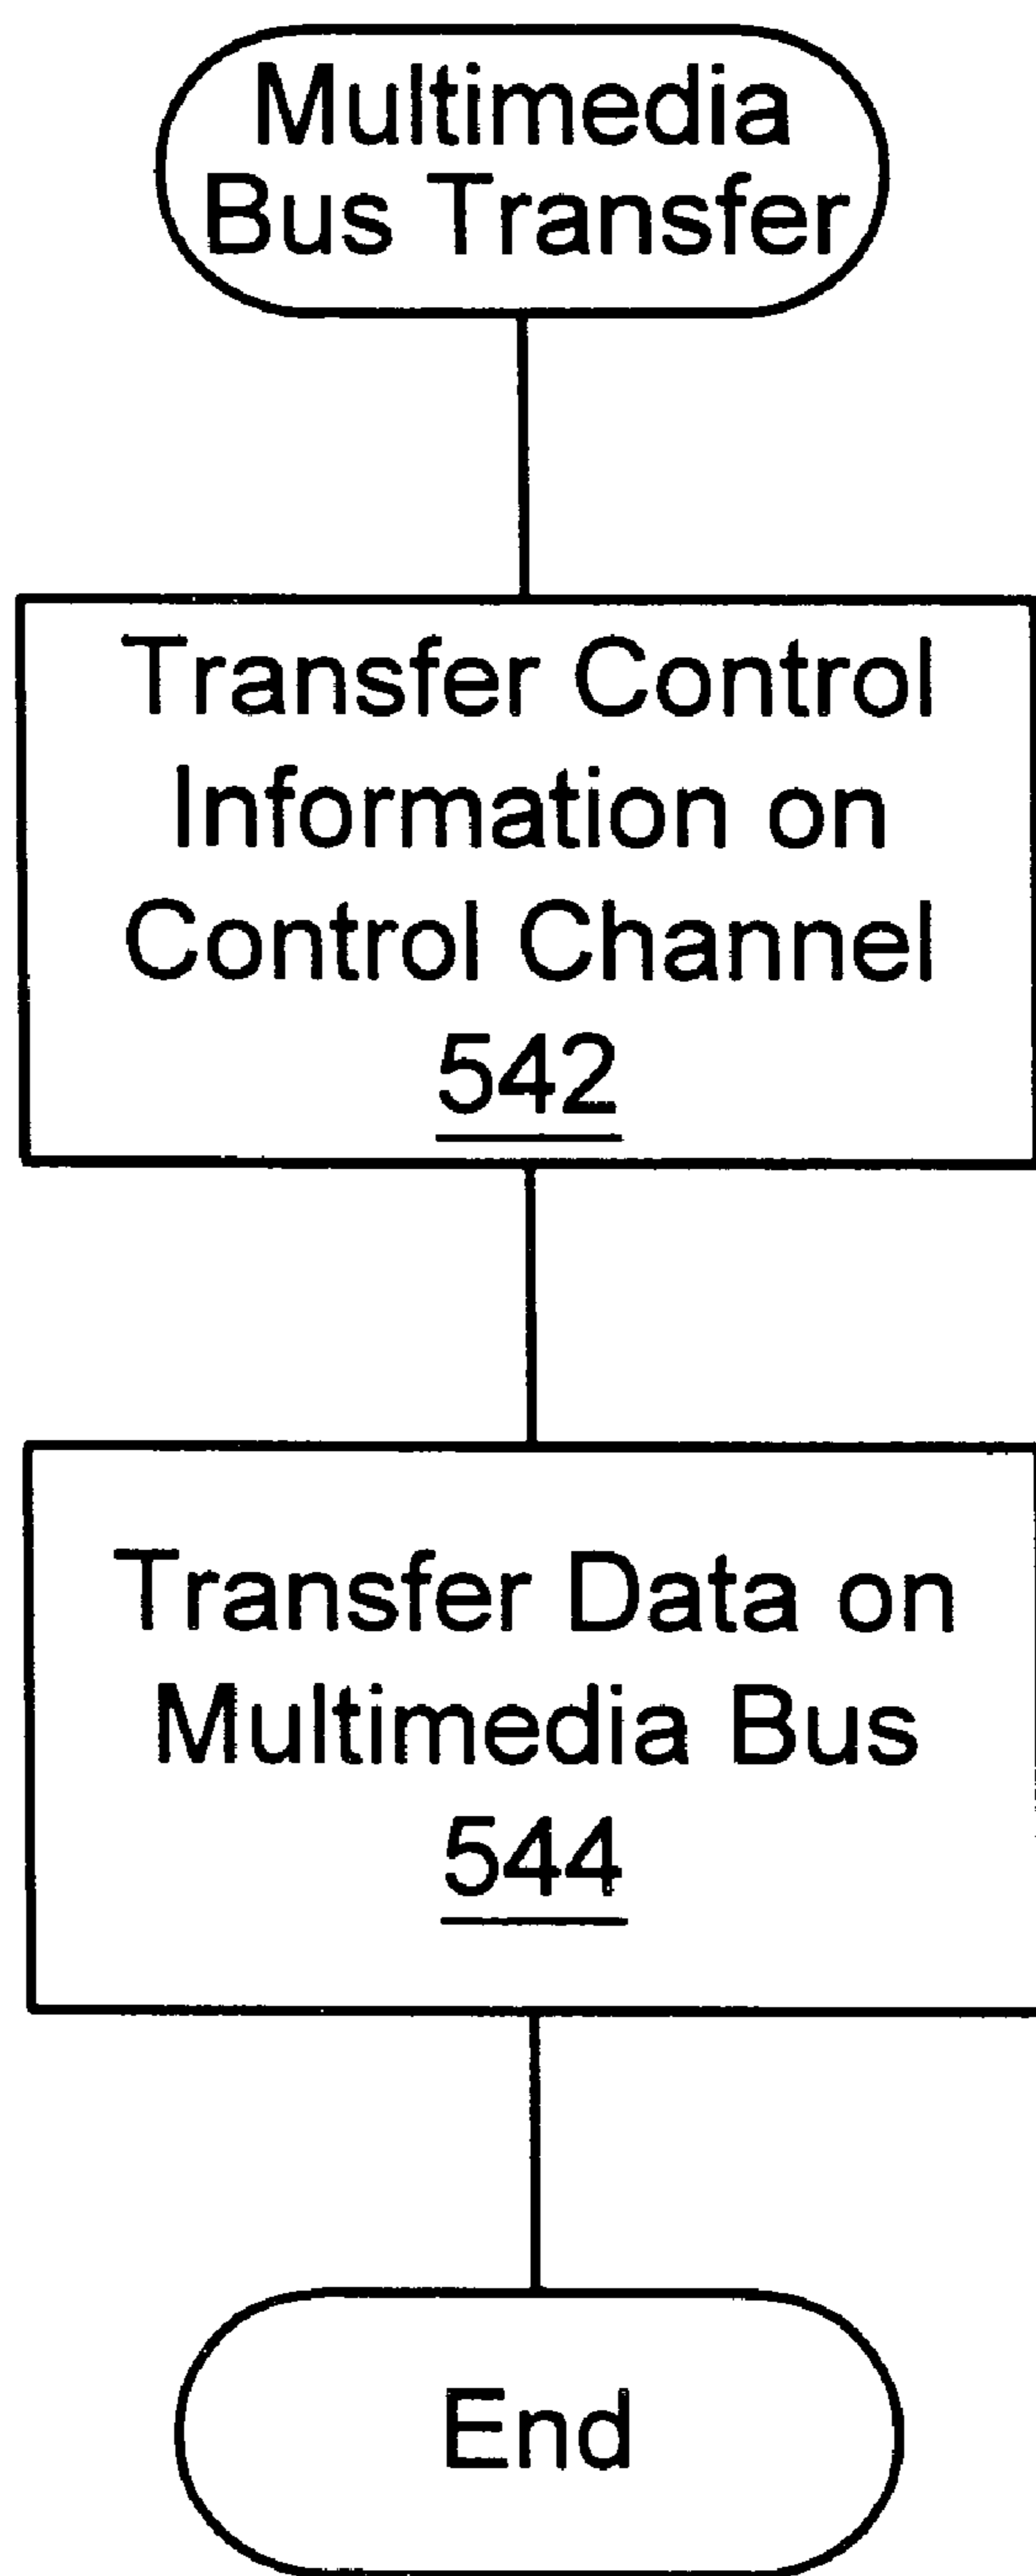 Multimedia
Bus Transfer
Transfer Control
Information on
Control Channel
542
Transfer Data on
Multimedia Bus
544
End